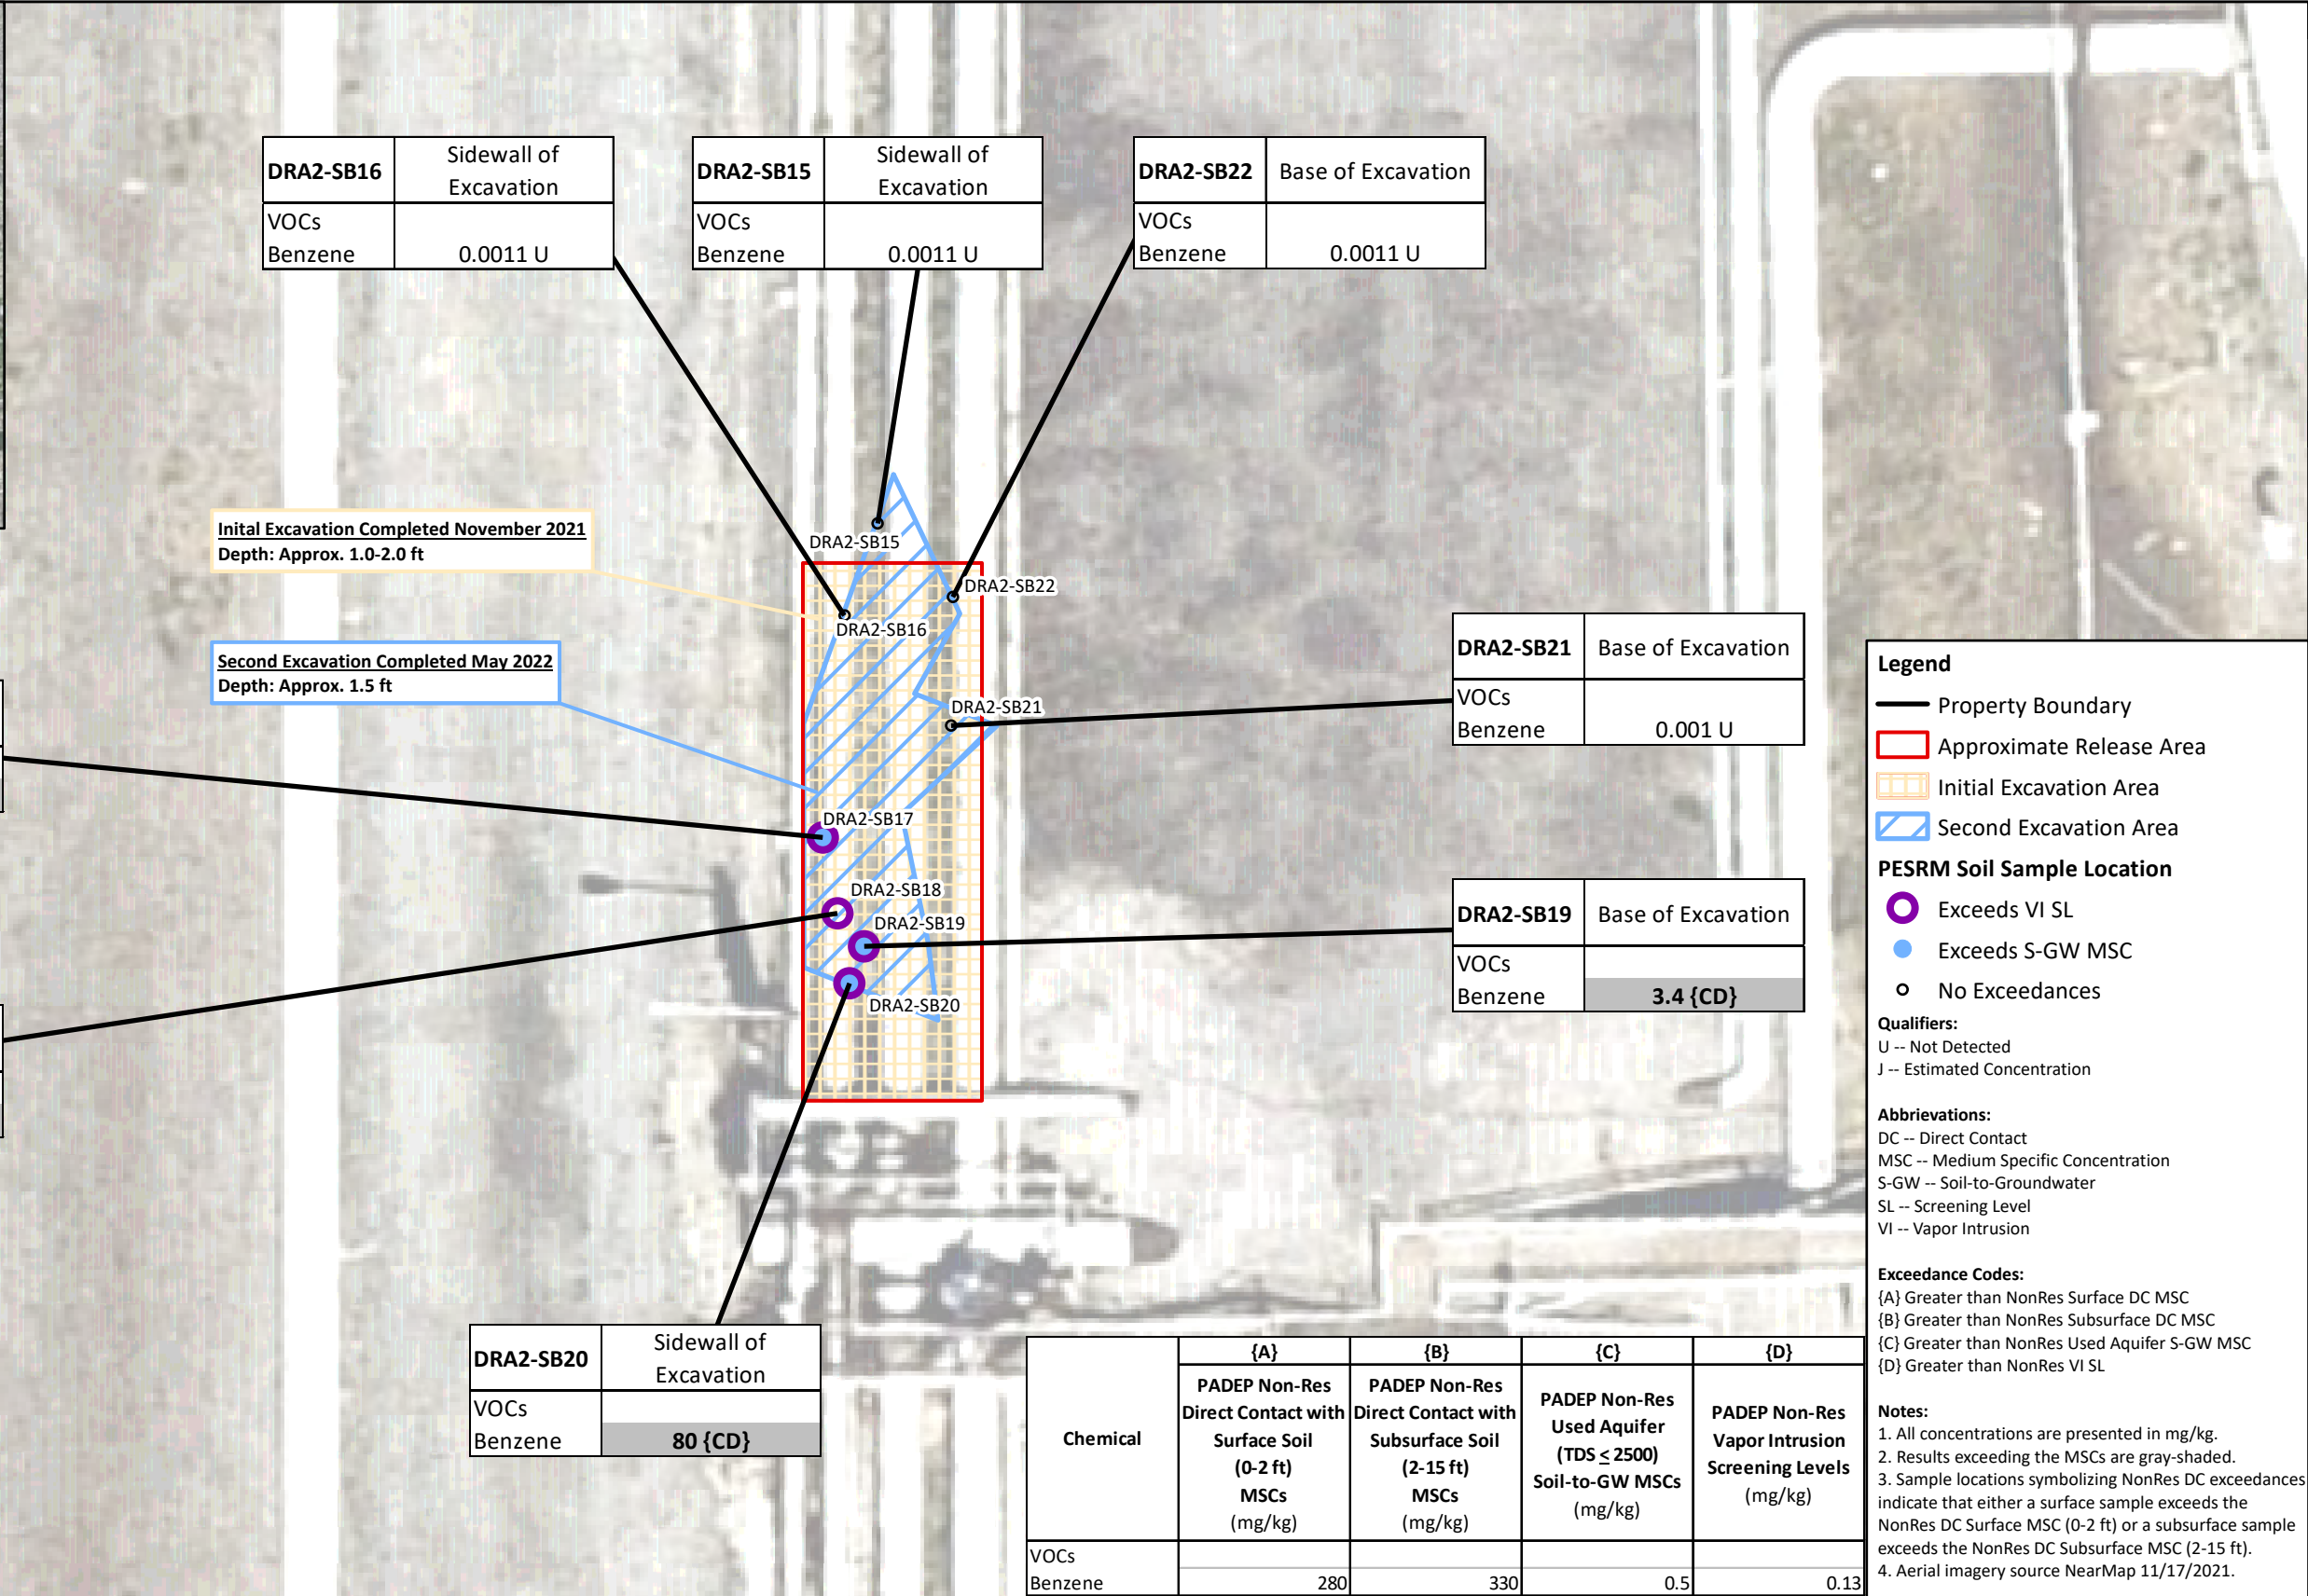 DRA2-SB16
Sidewall of
Excavation
VOCs
Benzene
0.0011 U
DRA2-SB15
Sidewall of
Excavation
VOCs
Benzene
0.0011 U
DRA2-SB22
Base of Excavation
VOCs
Benzene
0.0011 U
Inital Excavation Completed November 2021
Depth: Approx. 1.0-2.0 ft
Second Excavation Completed May 2022
Depth: Approx. 1.5 ft
DRA2-SB15
DRA2-SB22
DRA2-SB16
DRA2-SB21
DRA2-SB17
DRA2-SB18
DRA2-SB19
DRA2-SB20
DRA2-SB21
Base of Excavation
VOCs
Benzene
0.001 U
DRA2-SB19
Base of Excavation
VOCs
Benzene
3.4 {CD}
DRA2-SB20
Sidewall of
Excavation
VOCs
Benzene
80 {CD}
Chemical
{A}
PADEP Non-Res
Direct Contact with
Surface Soil
(0-2 ft)
MSCs
(mg/kg)
{B}
PADEP Non-Res
Direct Contact with
Subsurface Soil
(2-15 ft)
MSCs
(mg/kg)
{C}
PADEP Non-Res
Used Aquifer
(TDS ≤ 2500)
Soil-to-GW MSCs
(mg/kg)
{D}
PADEP Non-Res
Vapor Intrusion
Screening Levels
(mg/kg)
VOCs
Benzene 280 330 0.5 0.13
Legend
Property Boundary
Approximate Release Area
Initial Excavation Area
Second Excavation Area
PESRM Soil Sample Location
Exceeds VI SL
Exceeds S-GW MSC
No Exceedances
Qualifiers:
U -- Not Detected
J -- Estimated Concentration
Abbrievations:
DC -- Direct Contact
MSC -- Medium Specific Concentration
S-GW -- Soil-to-Groundwater
SL -- Screening Level
VI -- Vapor Intrusion
Exceedance Codes:
{A} Greater than NonRes Surface DC MSC
{B} Greater than NonRes Subsurface DC MSC
{C} Greater than NonRes Used Aquifer S-GW MSC
{D} Greater than NonRes VI SL
Notes:
1. All concentrations are presented in mg/kg.
2. Results exceeding the MSCs are gray-shaded.
3. Sample locations symbolizing NonRes DC exceedances
indicate that either a surface sample exceeds the
NonRes DC Surface MSC (0-2 ft) or a subsurface sample
exceeds the NonRes DC Subsurface MSC (2-15 ft).
4. Aerial imagery source NearMap 11/17/2021.